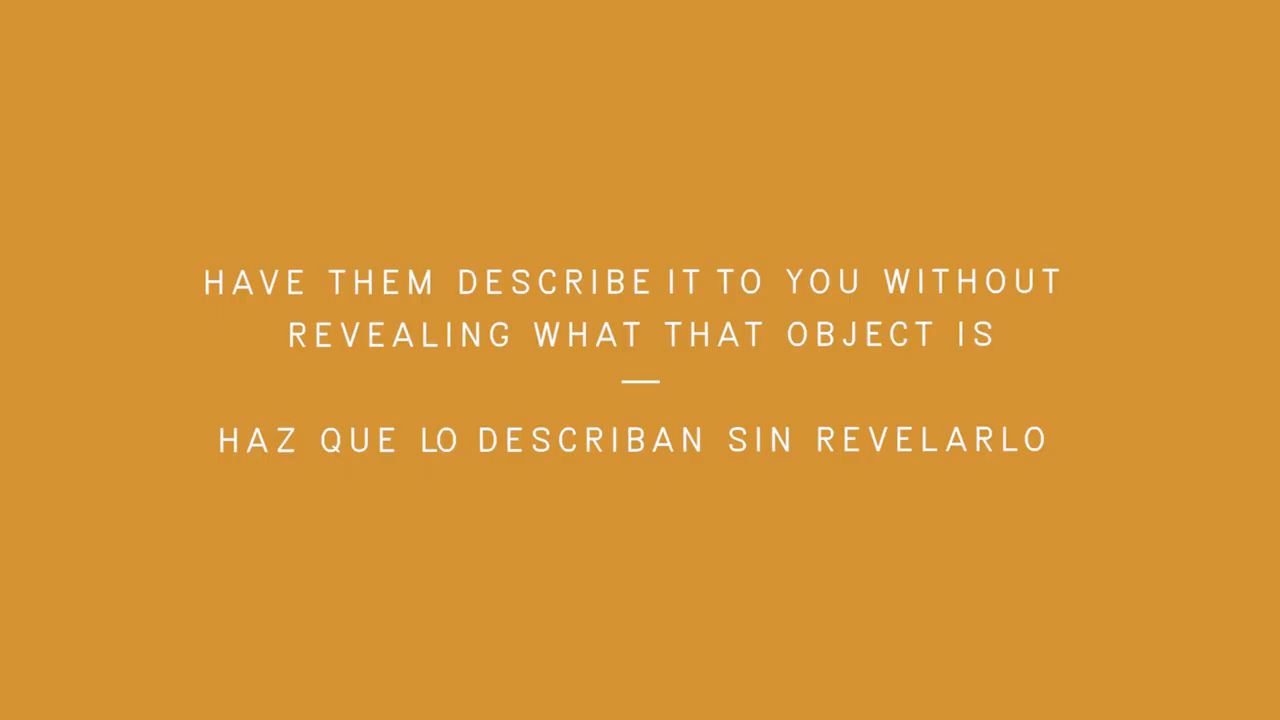 HAVE THEM DESCRIBE IT TO YOU WITHOUT
REVEALING WHAT THAT OBJECT IS
—
HAZ QUE LO DESCRIBAN SIN REVELARLO